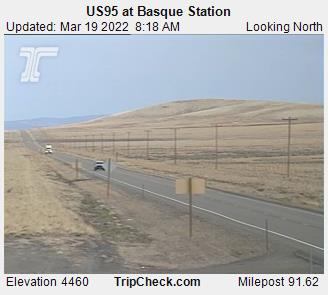 US95 at Basque Station
Updated: Mar 19 2022 8:18 AM Looking North
Elevation 4460 TripCheck.com Milepost 91.62